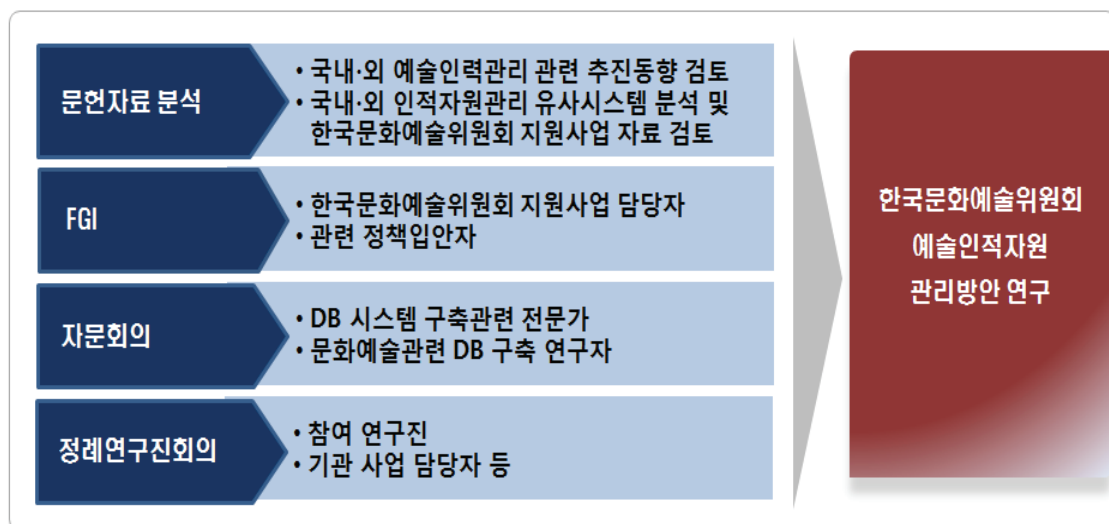 문헌자료 분석
• 국내·외 예술인력관리 관련 추진동향 검토
• 국내·외 인적자원관리 유사시스템 분석 및
한국문화예술위원회 지원사업 자료 검토
FGI
• 한국문화예술위원회 지원사업 담당자
• 관련 정책입안자
자문회의
• DB 시스템 구축관련 전문가
• 문화예술관련 DB 구축 연구자
정례연구진회의
• 참여 연구진
• 기관 사업 담당자 등
한국문화예술위원회
예술인적자원
관리방안 연구